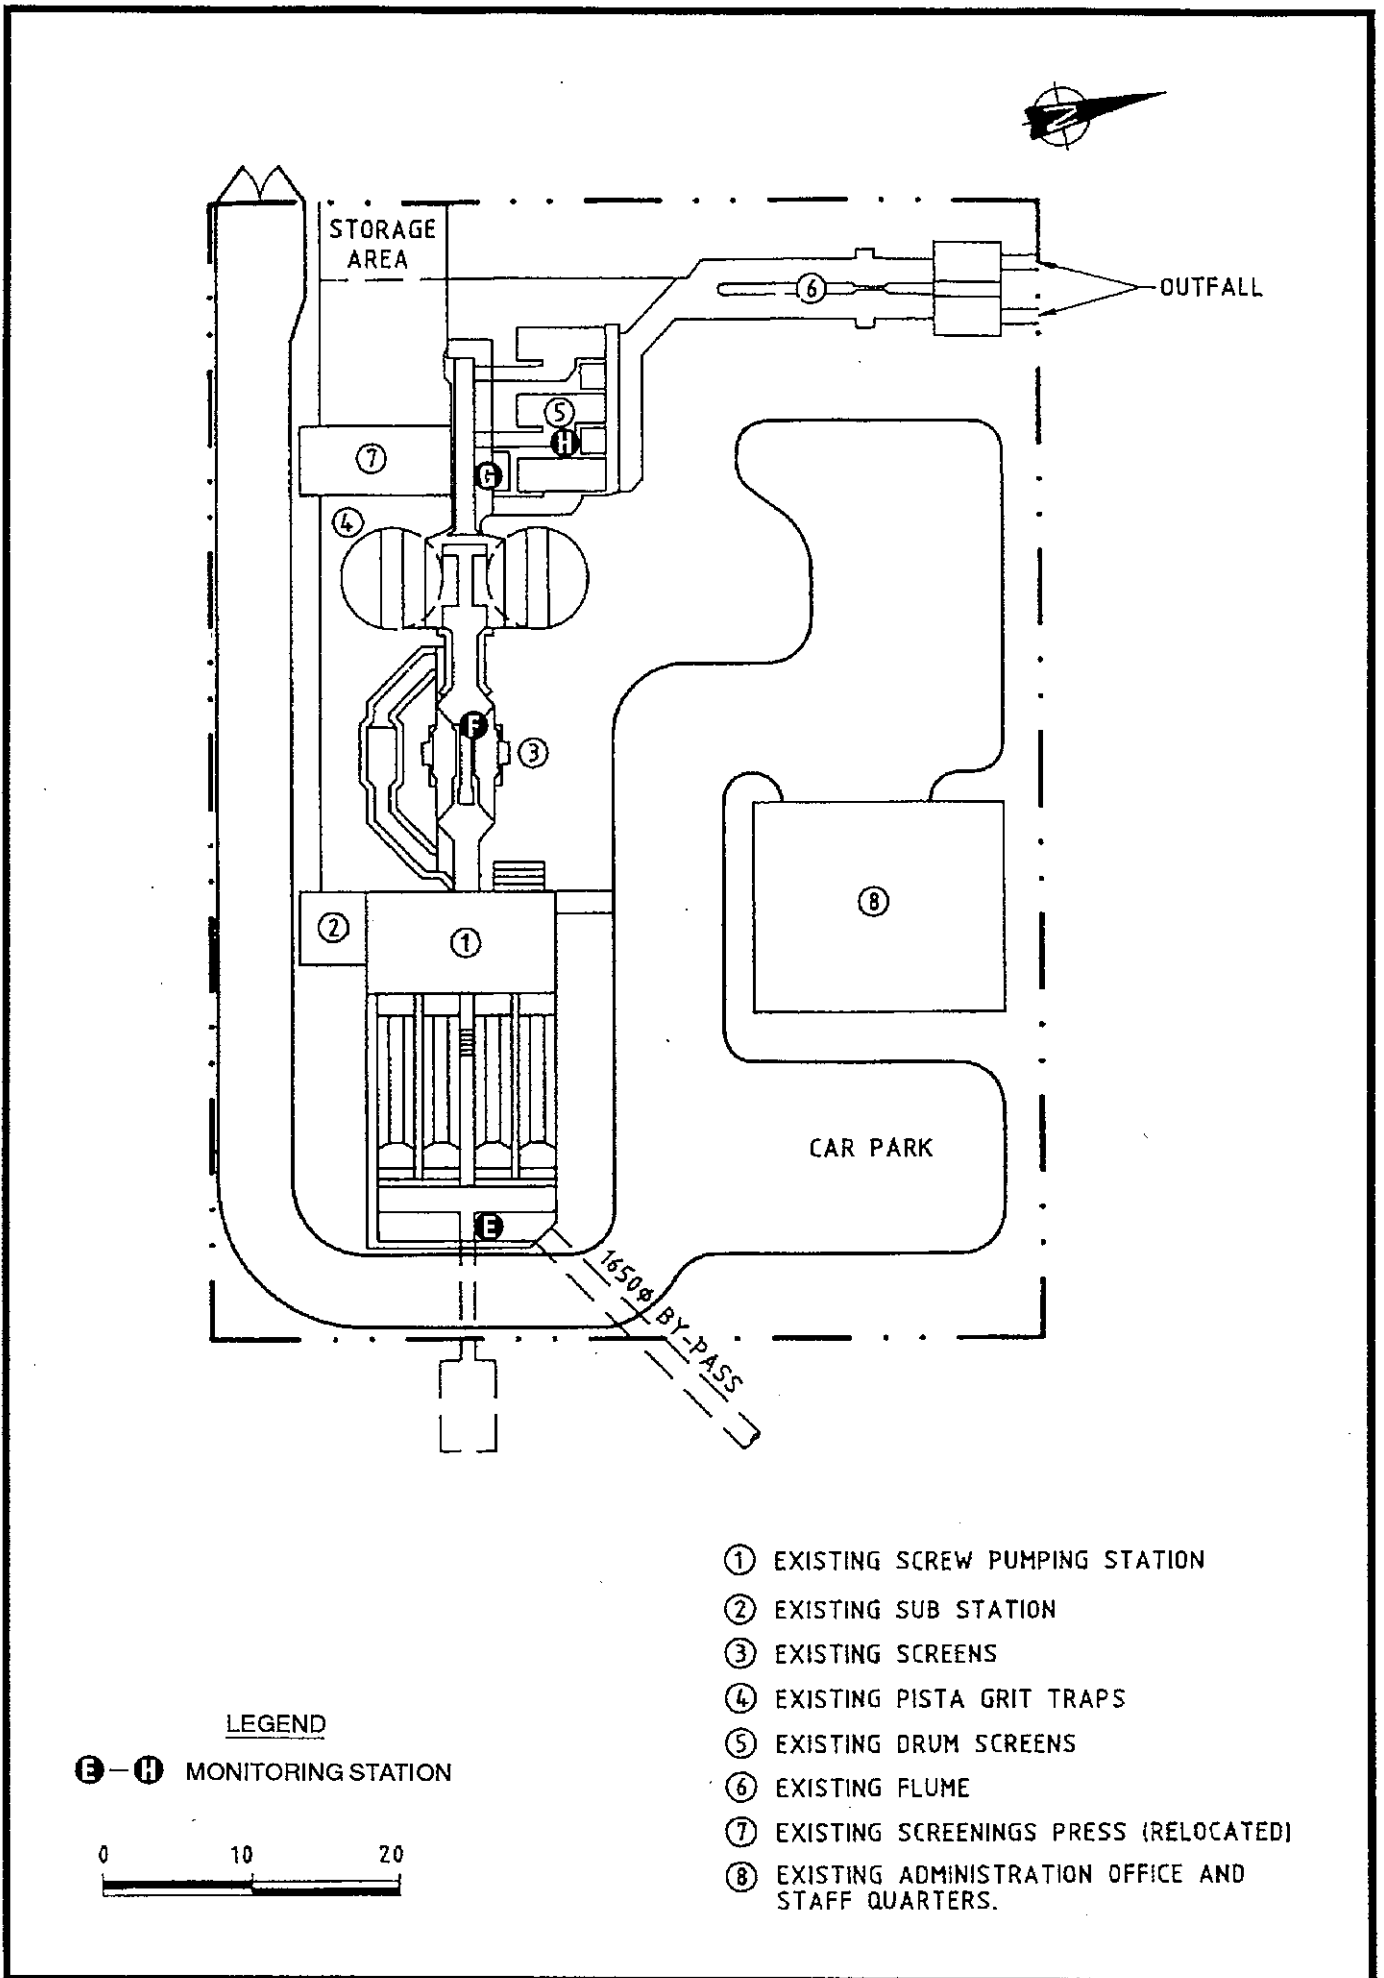 N
STORAGE
AREA
6
OUTFALL
5
H
7
G
4
F
3
8
2
1
CAR PARK
E
1650ϕ BY-PASS
1 EXISTING SCREW PUMPING STATION
2 EXISTING SUB STATION
3 EXISTING SCREENS
4 EXISTING PISTA GRIT TRAPS
5 EXISTING DRUM SCREENS
6 EXISTING FLUME
7 EXISTING SCREENINGS PRESS (RELOCATED)
8 EXISTING ADMINISTRATION OFFICE AND
STAFF QUARTERS.
LEGEND
E – H MONITORING STATION
0 10 20